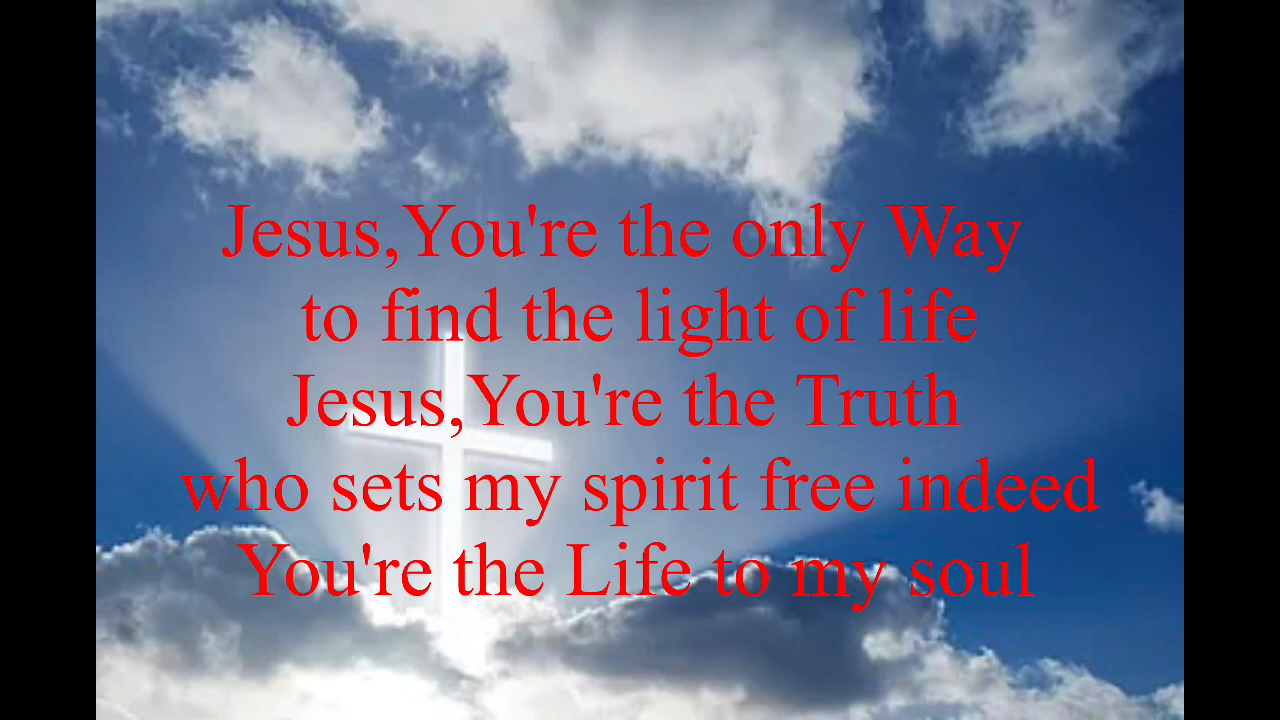 Jesus,You're the only Way
to find the light of life
Jesus,You're the Truth
who sets my spirit free indeed
You're the Life to my soul